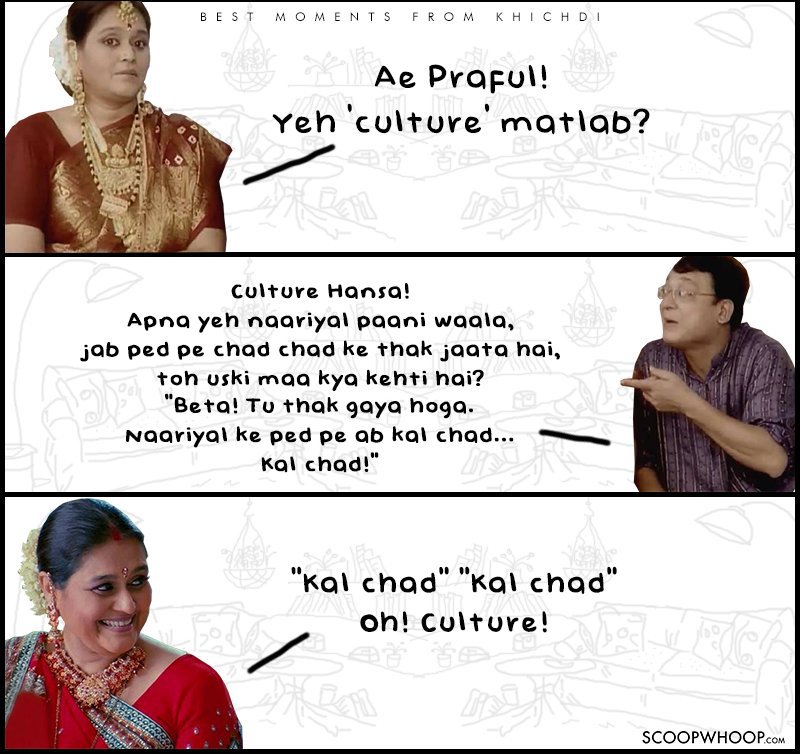 BEST MOMENTS FROM KHICHDI
Ae Praful!
Yeh 'culture' matlab?
Culture Hansa!
Apna yeh naariyal paani waala,
jab ped pe chad chad ke thak jaata hai,
toh uski maa kya kehti hai?
"Beta! Tu thak gaya hoga.
Naariyal ke ped pe ab kal chad...
Kal chad!"
"Kal chad" "Kal chad"
Oh! Culture!
SCOOPWHOOP.COM